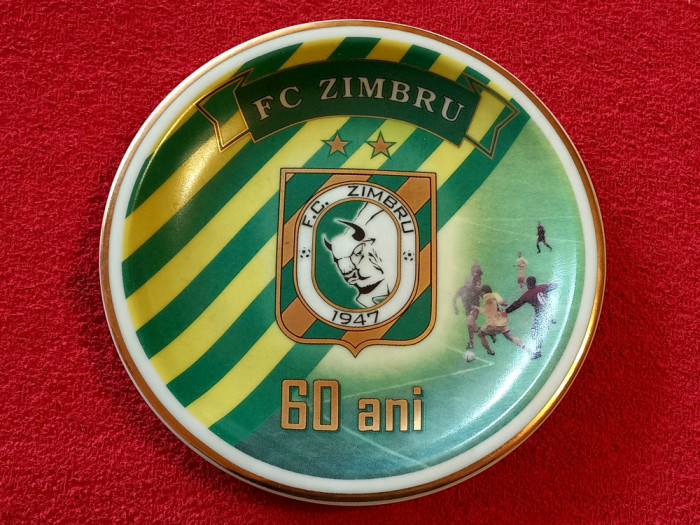 FC ZIMBRU
F.C. ZIMBRU
1947
60 ani